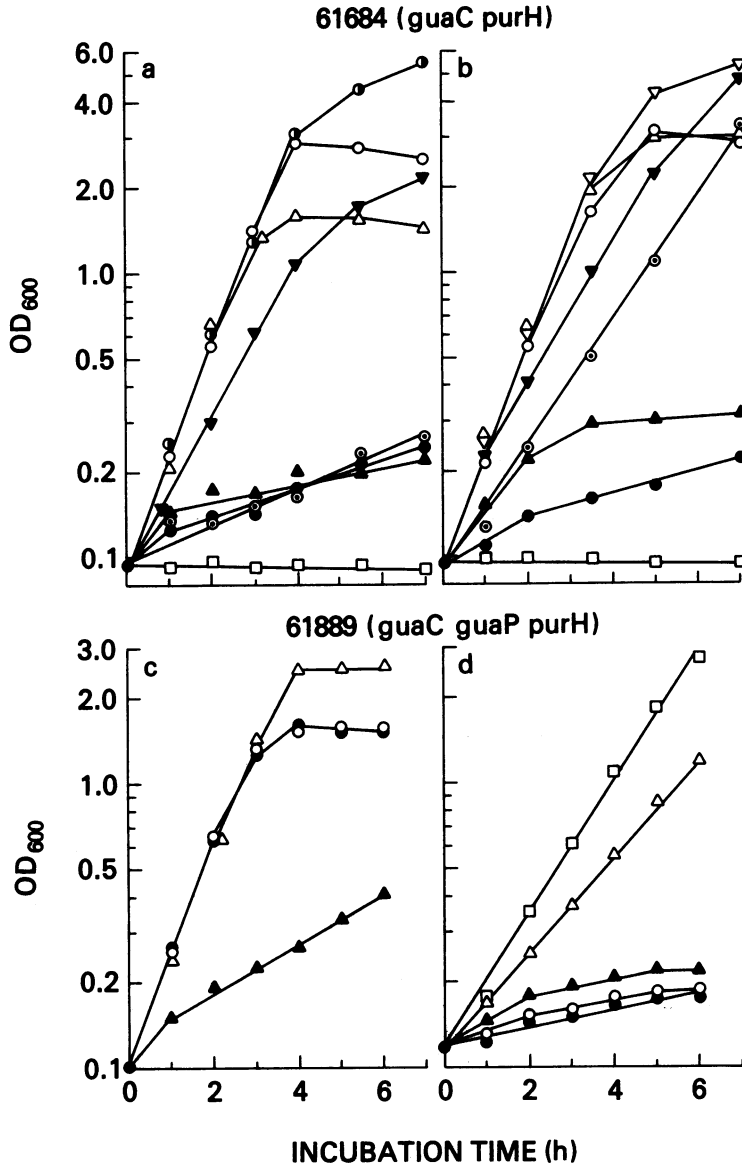 61684 (guaC purH)
a
b
6.0
4.0
2.0
1.0
0.5
0.2
0.1
OD600
61889 (guaC guaP purH)
c
d
3.0
2.0
1.0
0.5
0.2
0.1
OD600
0 2 4 6 0 2 4 6
INCUBATION TIME (h)